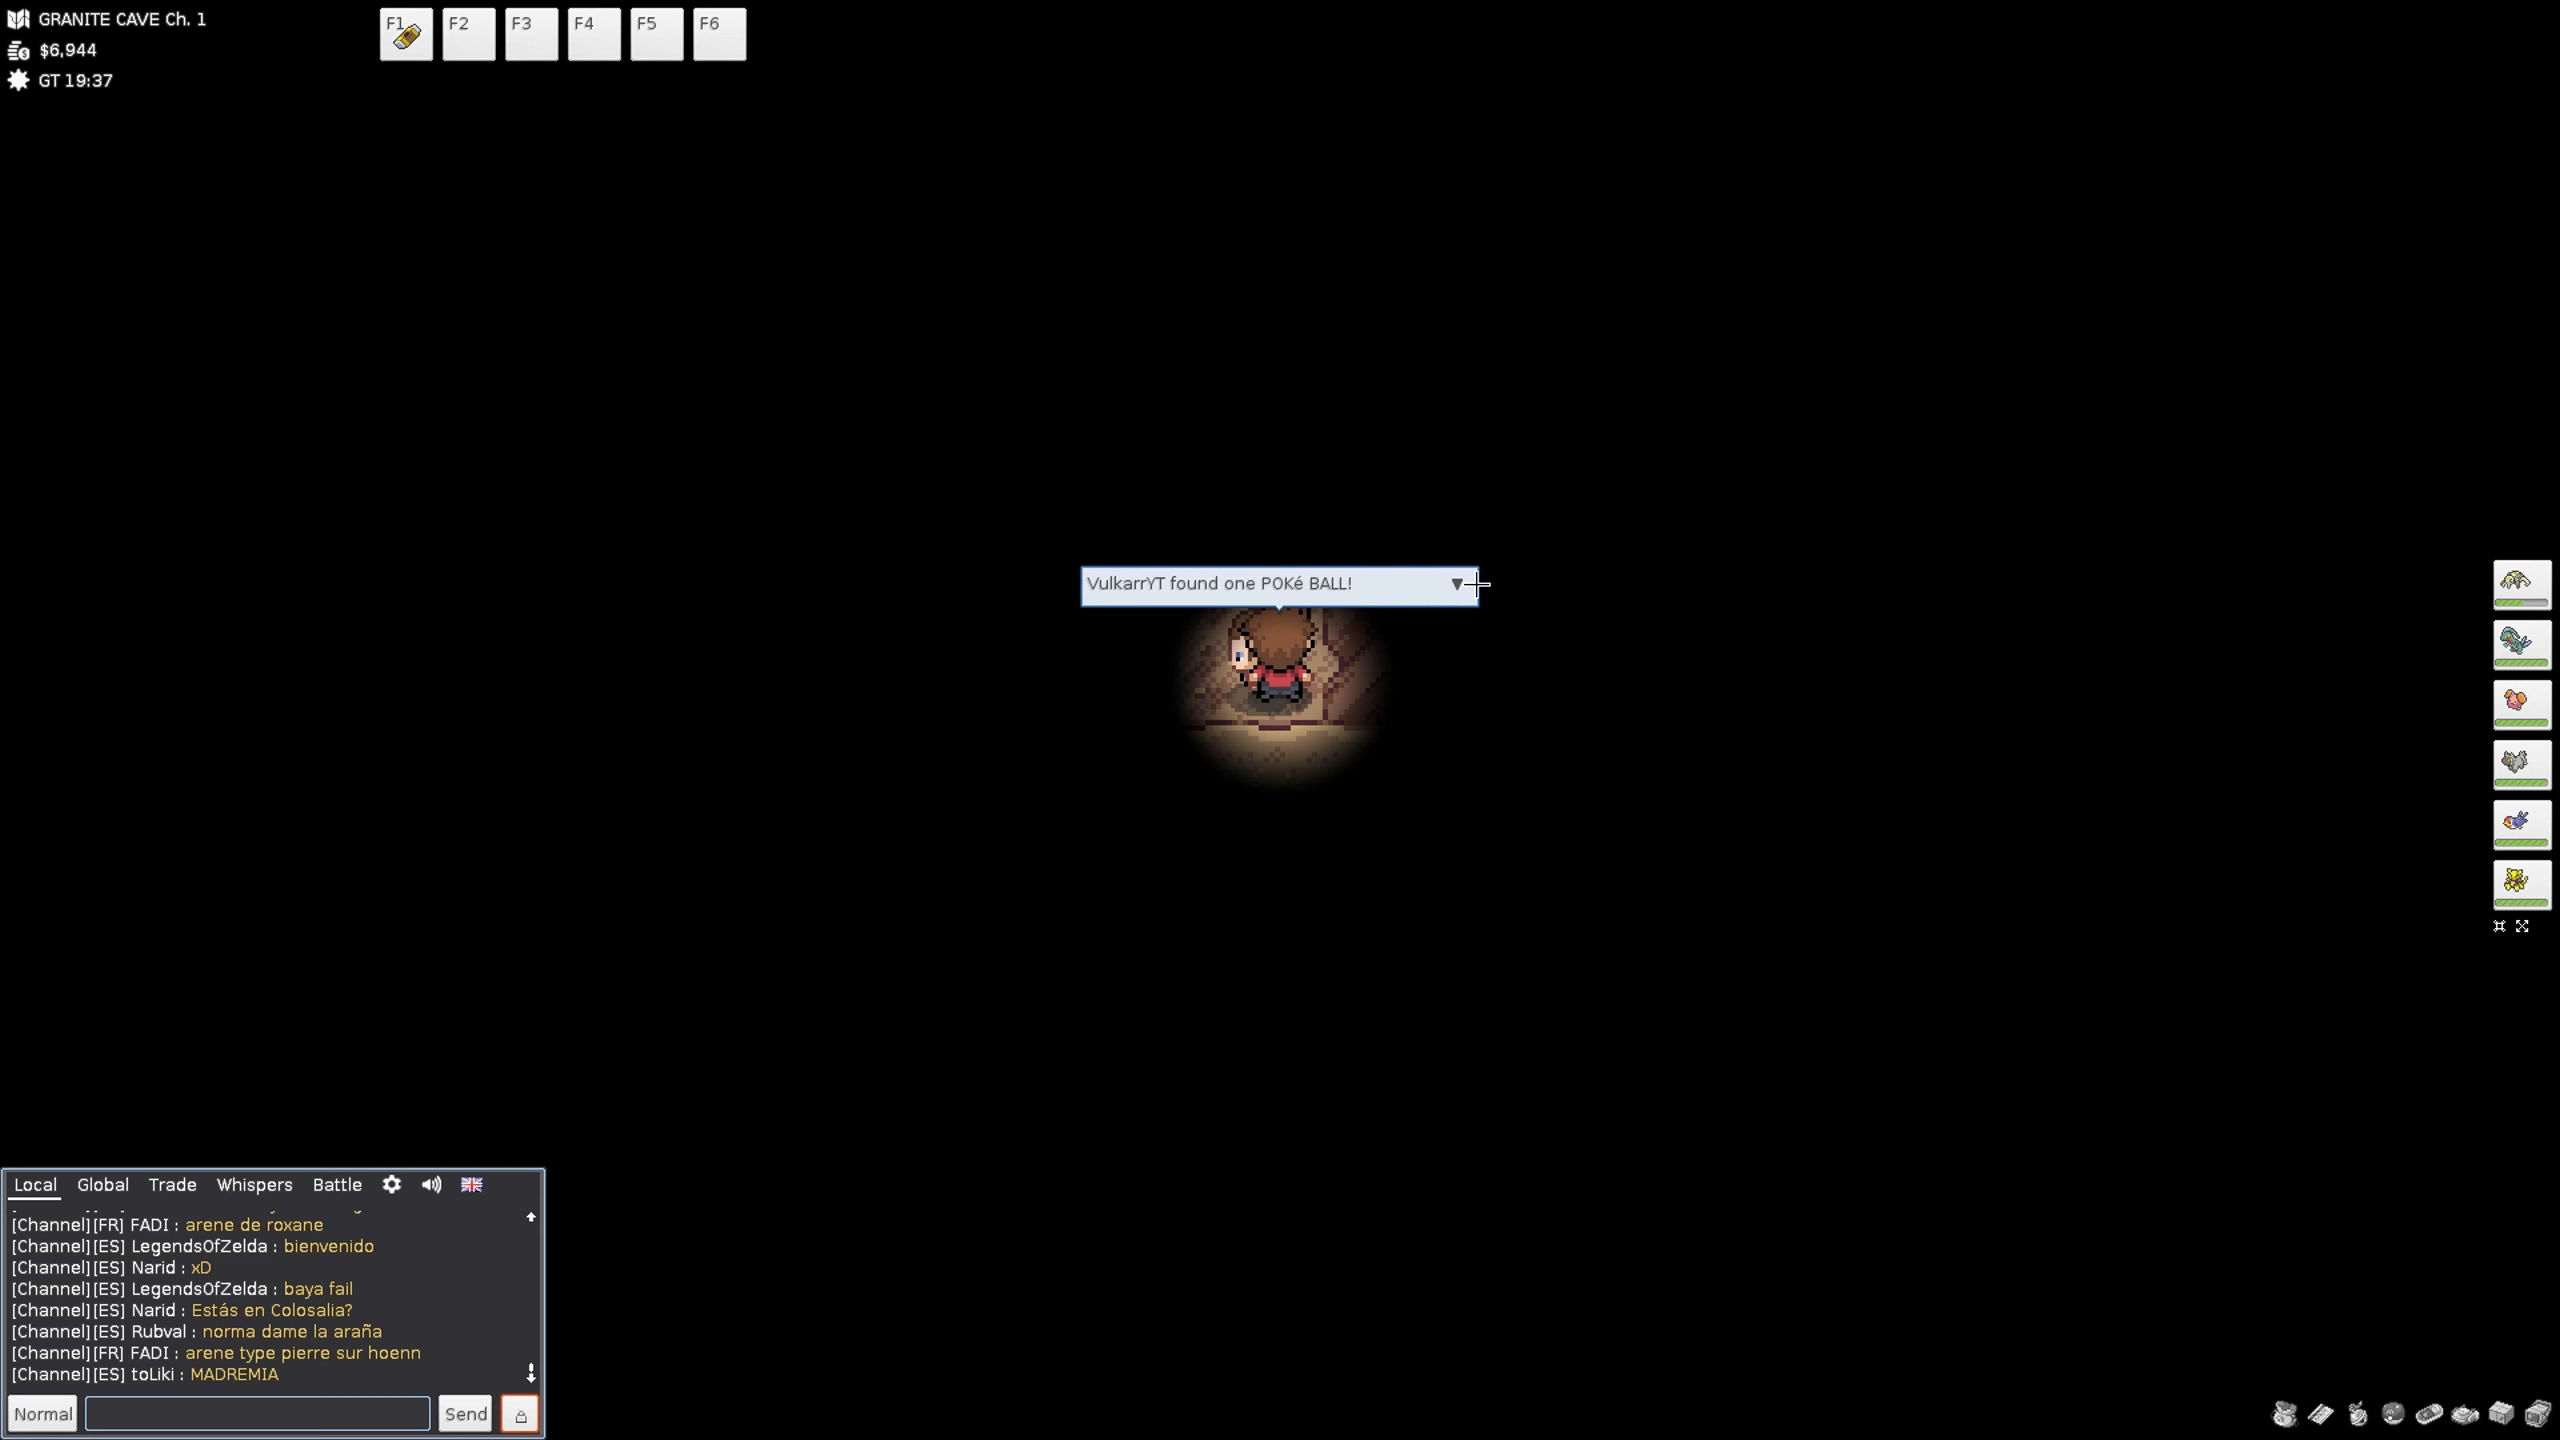 GRANITE CAVE Ch. 1
$6,944
GT 19:37
F1 F2 F3 F4 F5 F6
VulkarrYT found one POKé BALL!
Local Global Trade Whispers Battle
[Channel][FR] FADI : arene de roxane
[Channel][ES] LegendsOfZelda : bienvenido
[Channel][ES] Narid : xD
[Channel][ES] LegendsOfZelda : baya fail
[Channel][ES] Narid : Estás en Colosalia?
[Channel][ES] Rubval : norma dame la araña
[Channel][FR] FADI : arene type pierre sur hoenn
[Channel][ES] toLiki : MADREMIA
Normal Send